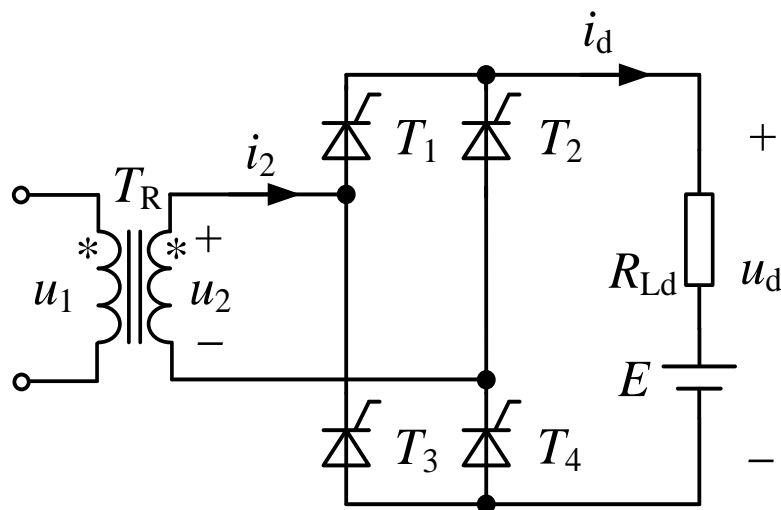 i_d
T_1 T_2 +
i_2
T_R
* * +
u_1 u_2 R_Ld u_d
-
E
T_3 T_4 -